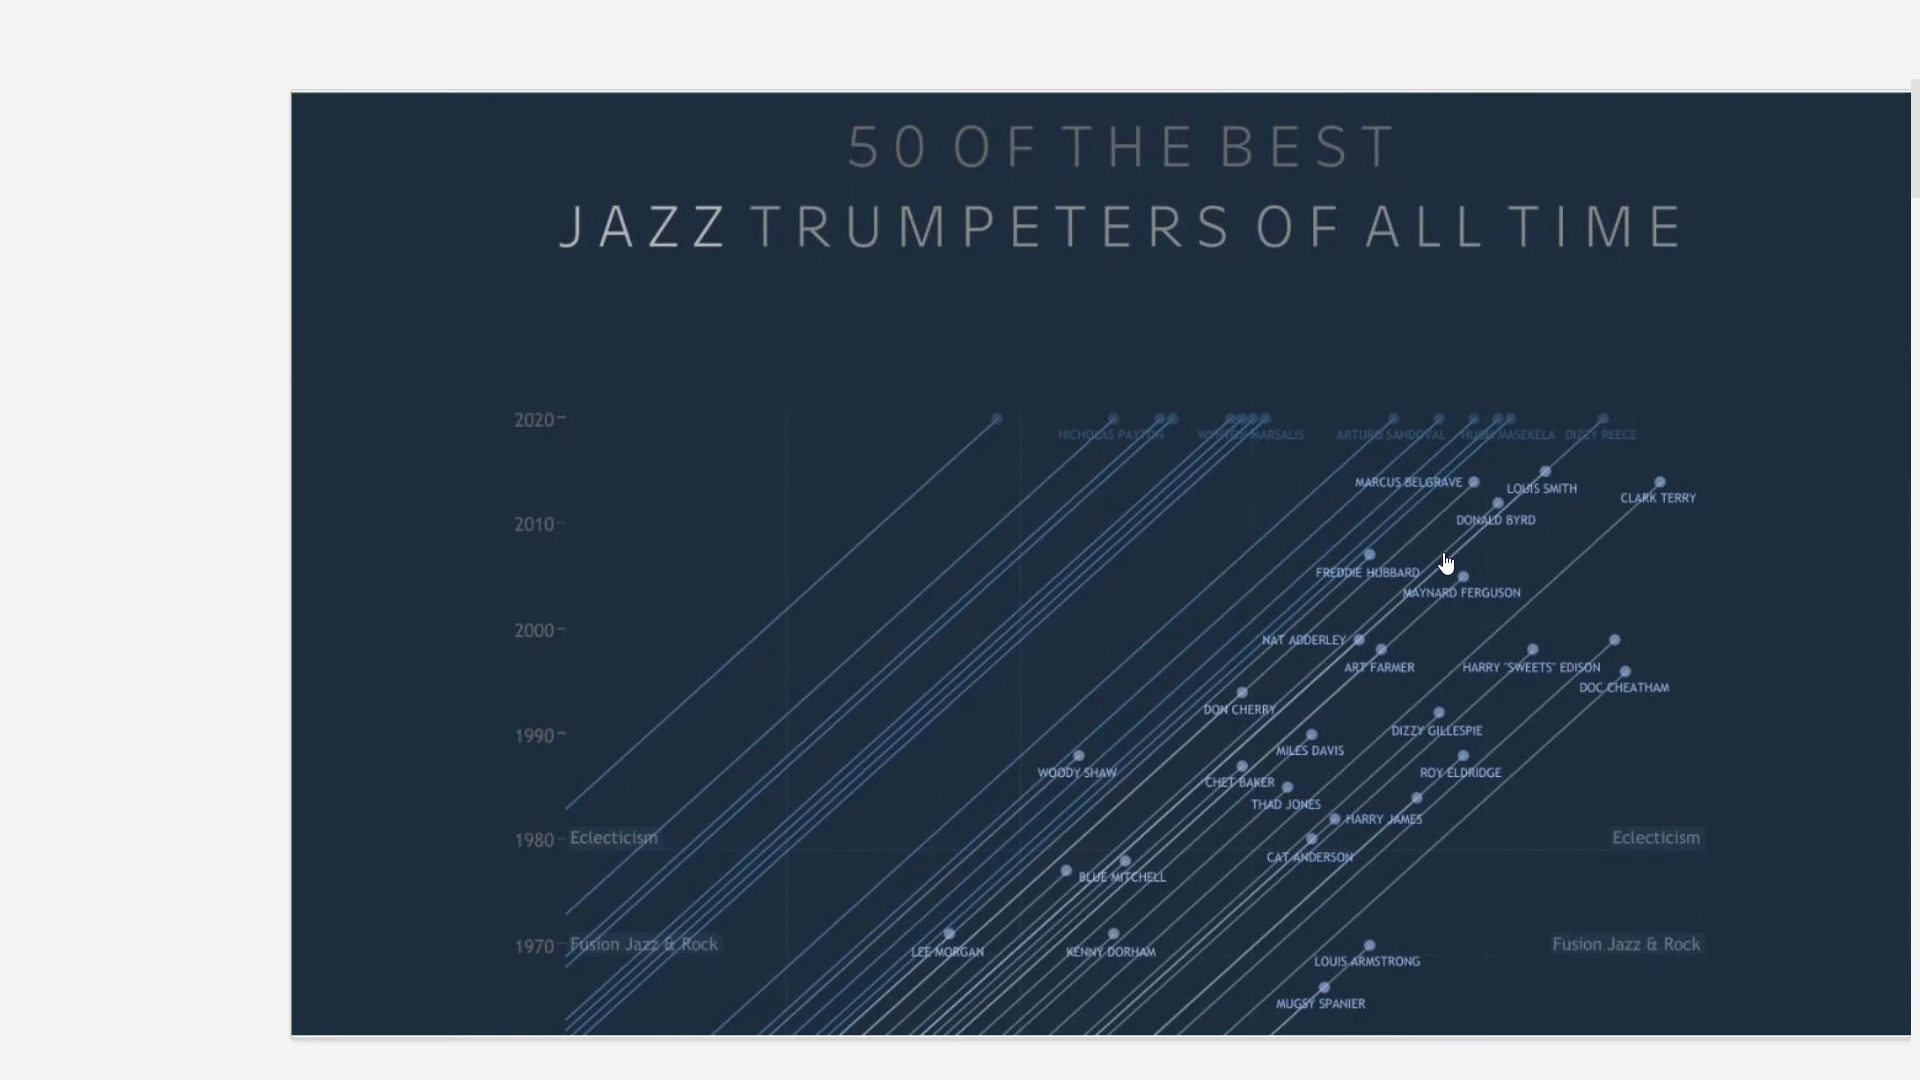 50 OF THE BEST
JAZZ TRUMPETERS OF ALL TIME
2020
NICHOLAS PAYTON
WYNTON MARSALIS
ARTURO SANDOVAL
HUGH MASEKELA
DIZZY REECE
MARCUS BELGRAVE
LOUIS SMITH
CLARK TERRY
2010
DONALD BYRD
FREDDIE HUBBARD
MAYNARD FERGUSON
2000
NAT ADDERLEY
ART FARMER
HARRY "SWEETS" EDISON
DOC CHEATHAM
DON CHERRY
1990
DIZZY GILLESPIE
MILES DAVIS
WOODY SHAW
ROY ELDRIDGE
CHET BAKER
THAD JONES
HARRY JAMES
1980
Eclecticism
Eclecticism
CAT ANDERSON
BLUE MITCHELL
1970
Fusion Jazz & Rock
Fusion Jazz & Rock
LEE MORGAN
KENNY DORHAM
LOUIS ARMSTRONG
MUGSY SPANIER